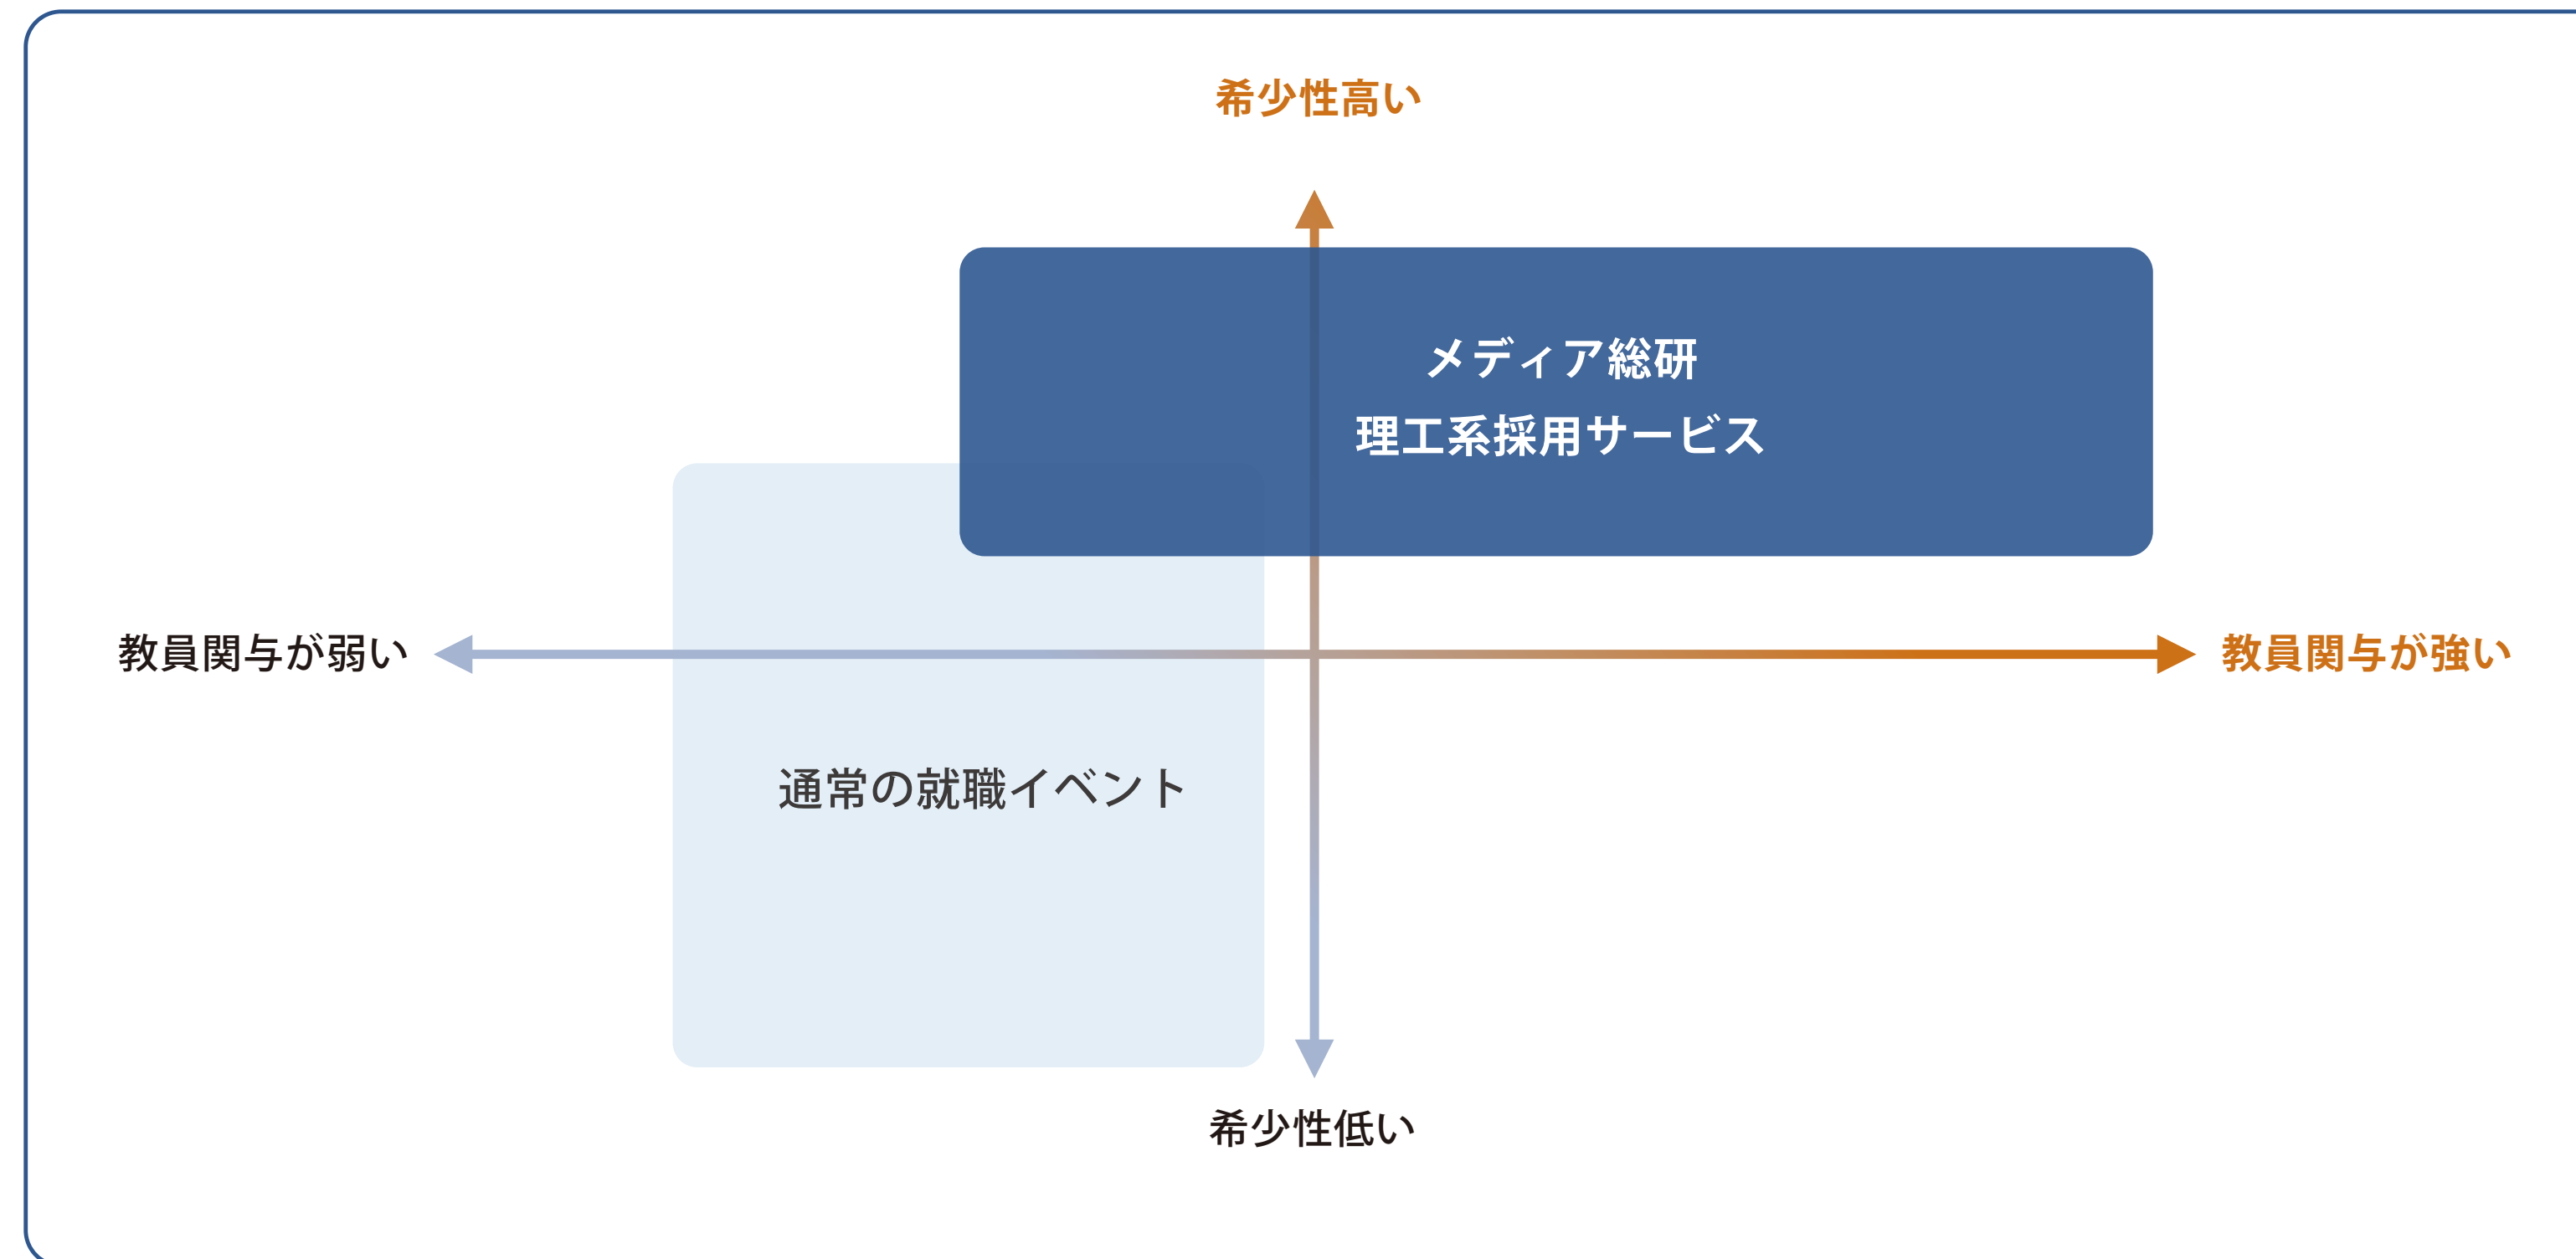 希少性高い
メディア総研
理工系採用サービス
教員関与が弱い
教員関与が強い
通常の就職イベント
希少性低い